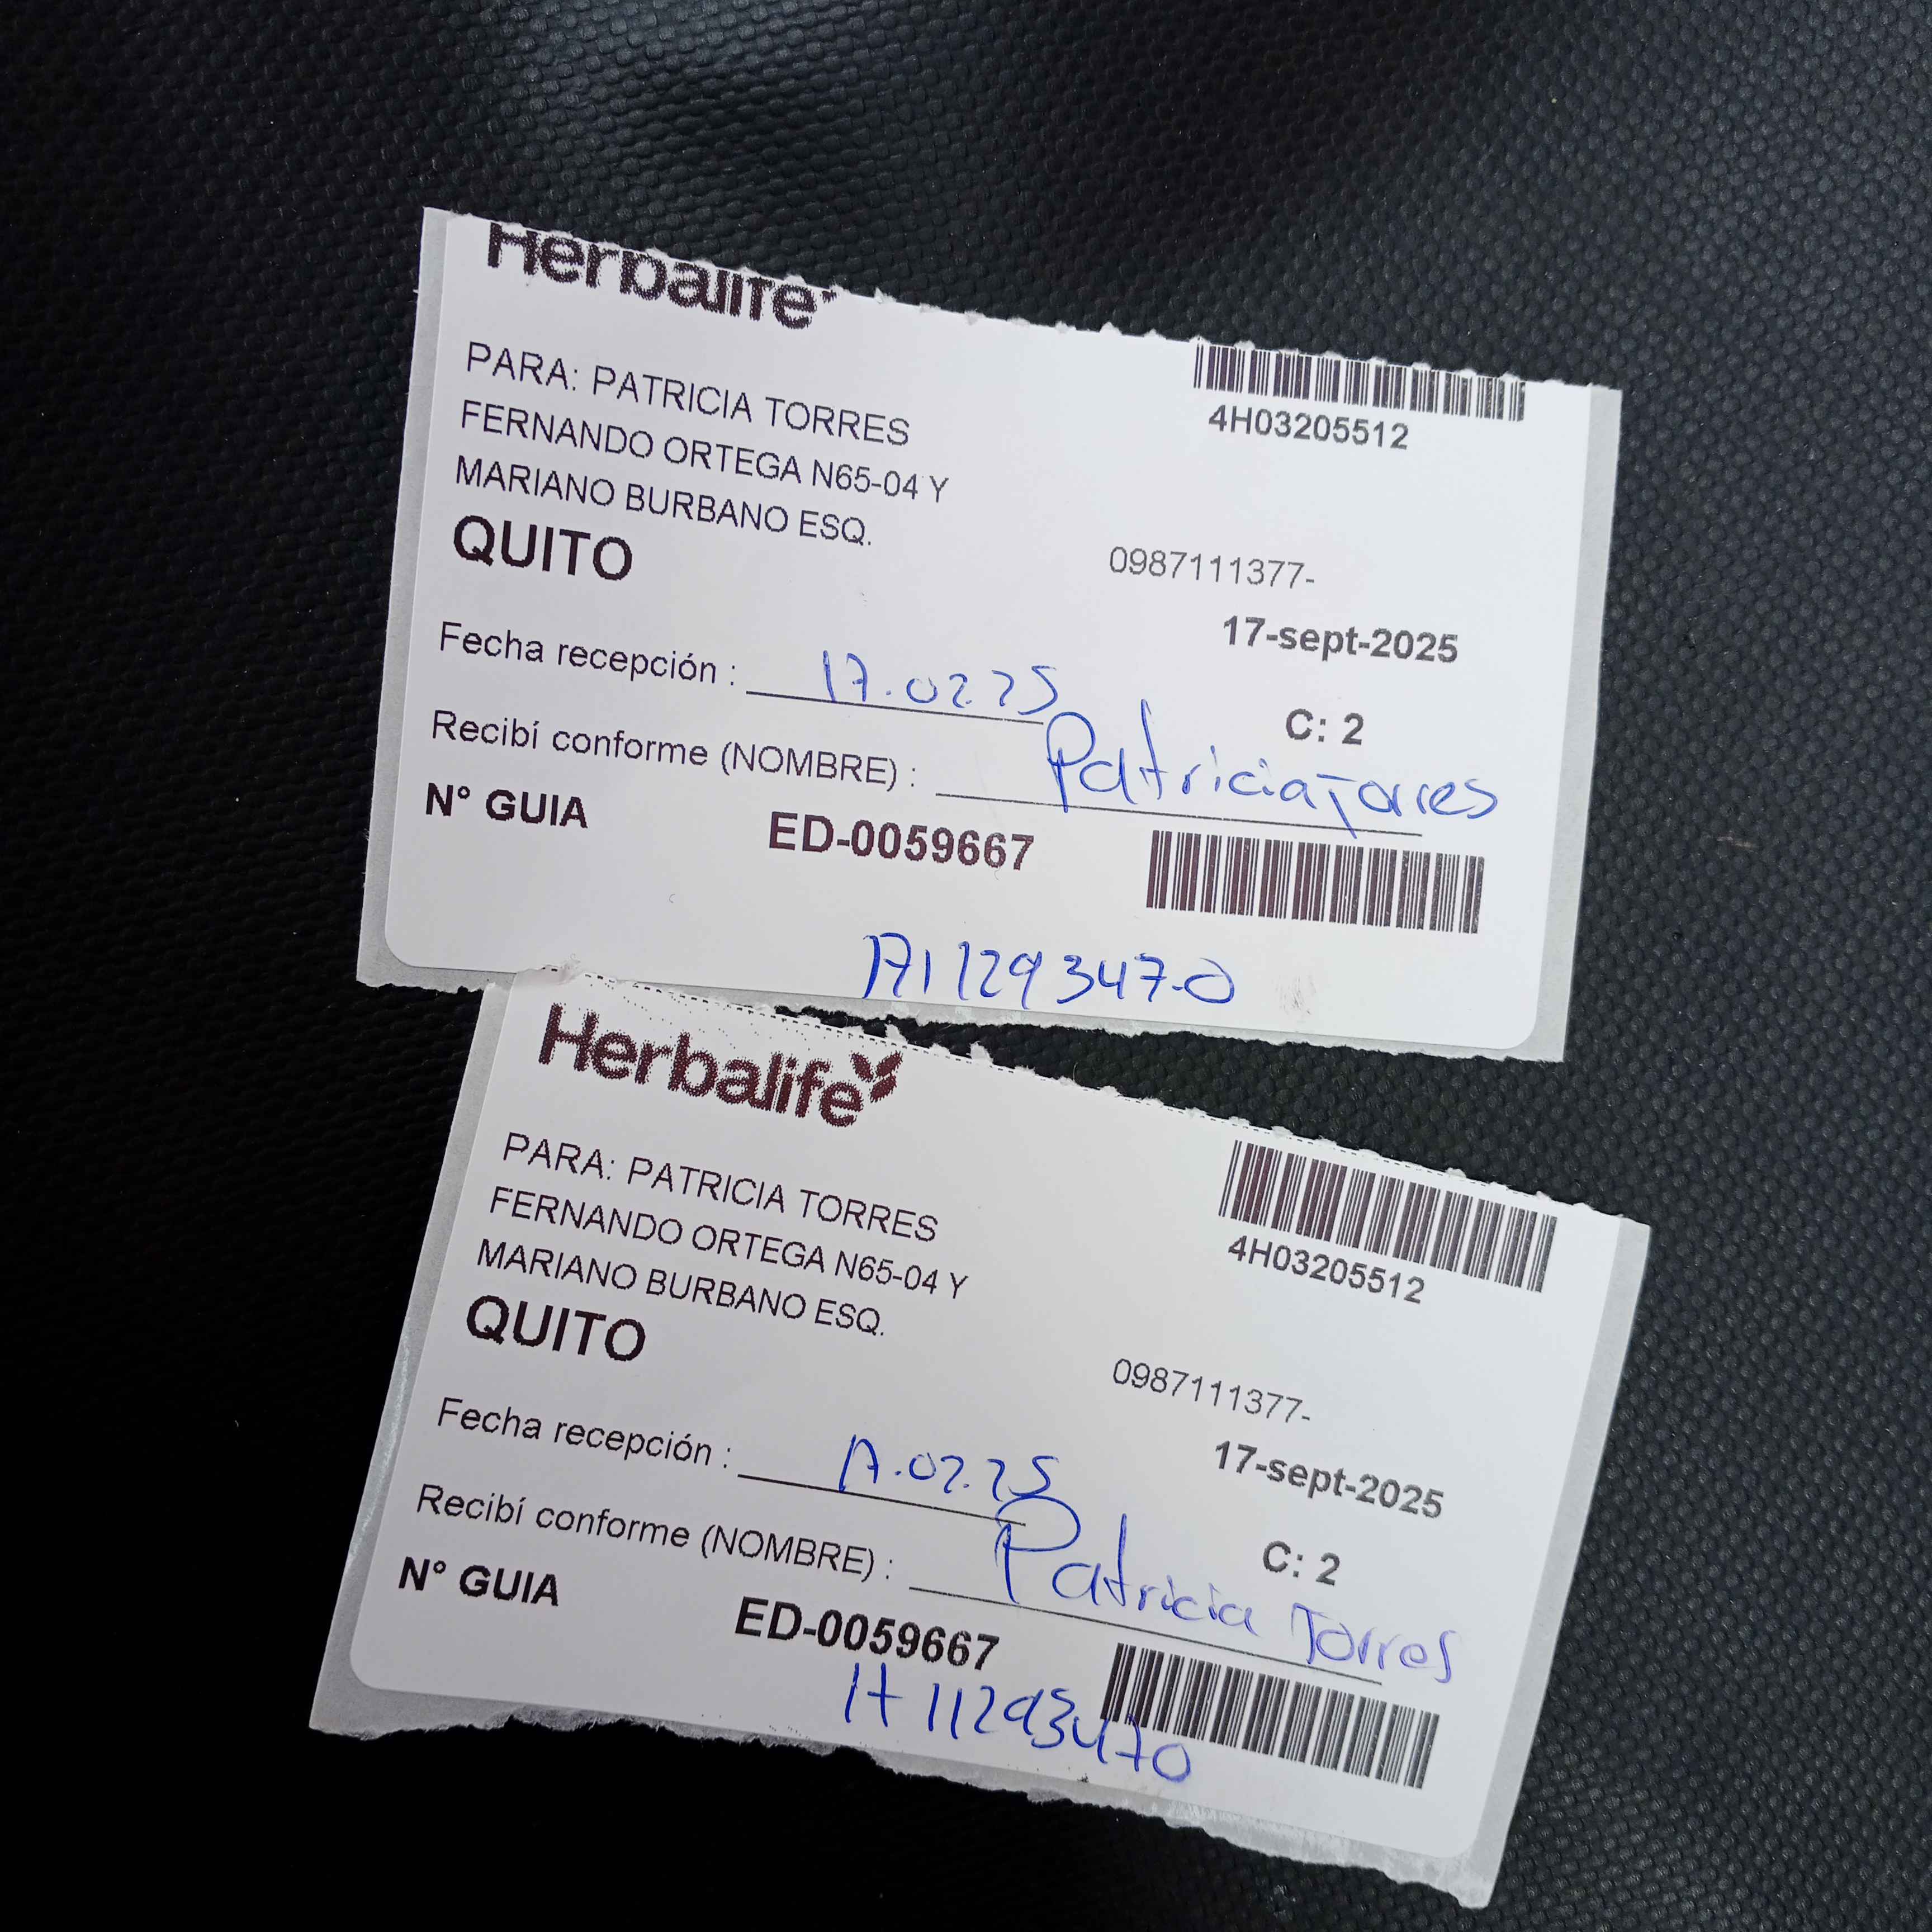 Herbalife
4H03205512
PARA: PATRICIA TORRES
FERNANDO ORTEGA N65-04 Y
MARIANO BURBANO ESQ.
QUITO
0987111377-
17-sept-2025
Fecha recepción : 17.02.25
C: 2
Recibí conforme (NOMBRE) : Patricia Torres
N° GUIA ED-0059667
171129347-0
Herbalife
4H03205512
PARA: PATRICIA TORRES
FERNANDO ORTEGA N65-04 Y
MARIANO BURBANO ESQ.
QUITO
0987111377-
17-sept-2025
Fecha recepción : 17.02.25
C: 2
Recibí conforme (NOMBRE) : Patricia Torres
N° GUIA ED-0059667
1711293470